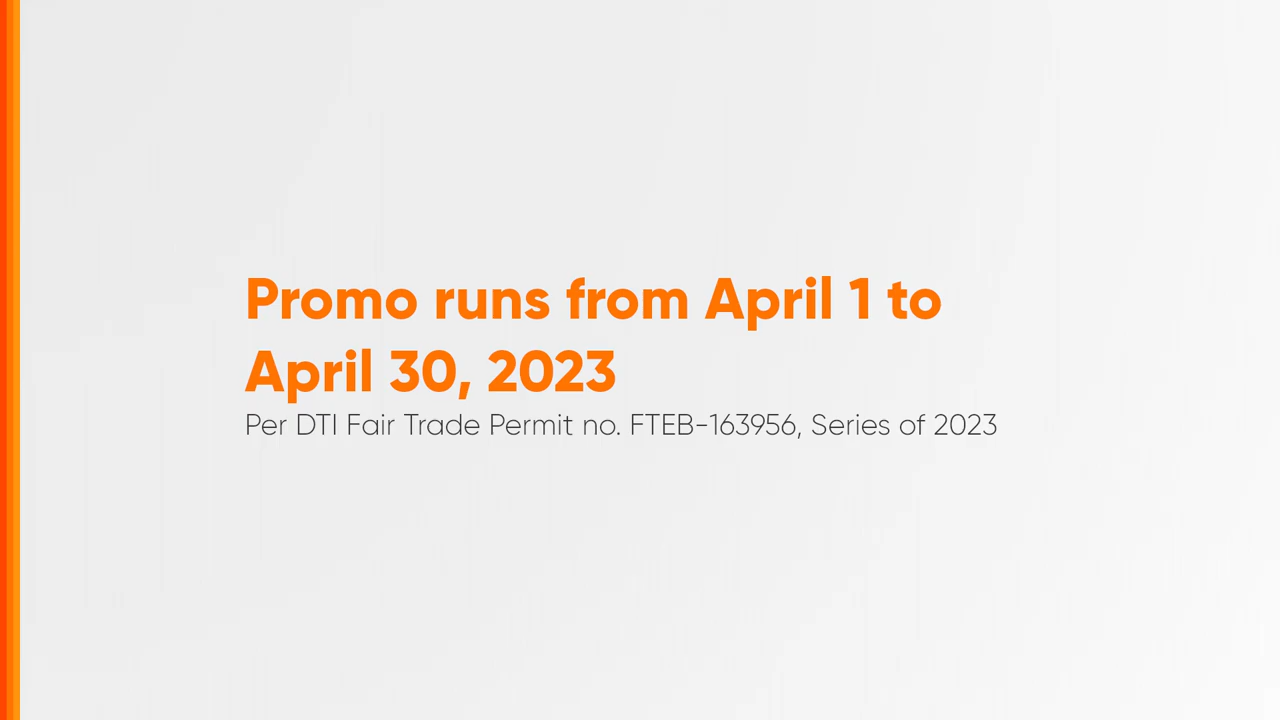 Promo runs from April 1 to
April 30, 2023
Per DTI Fair Trade Permit no. FTEB-163956, Series of 2023